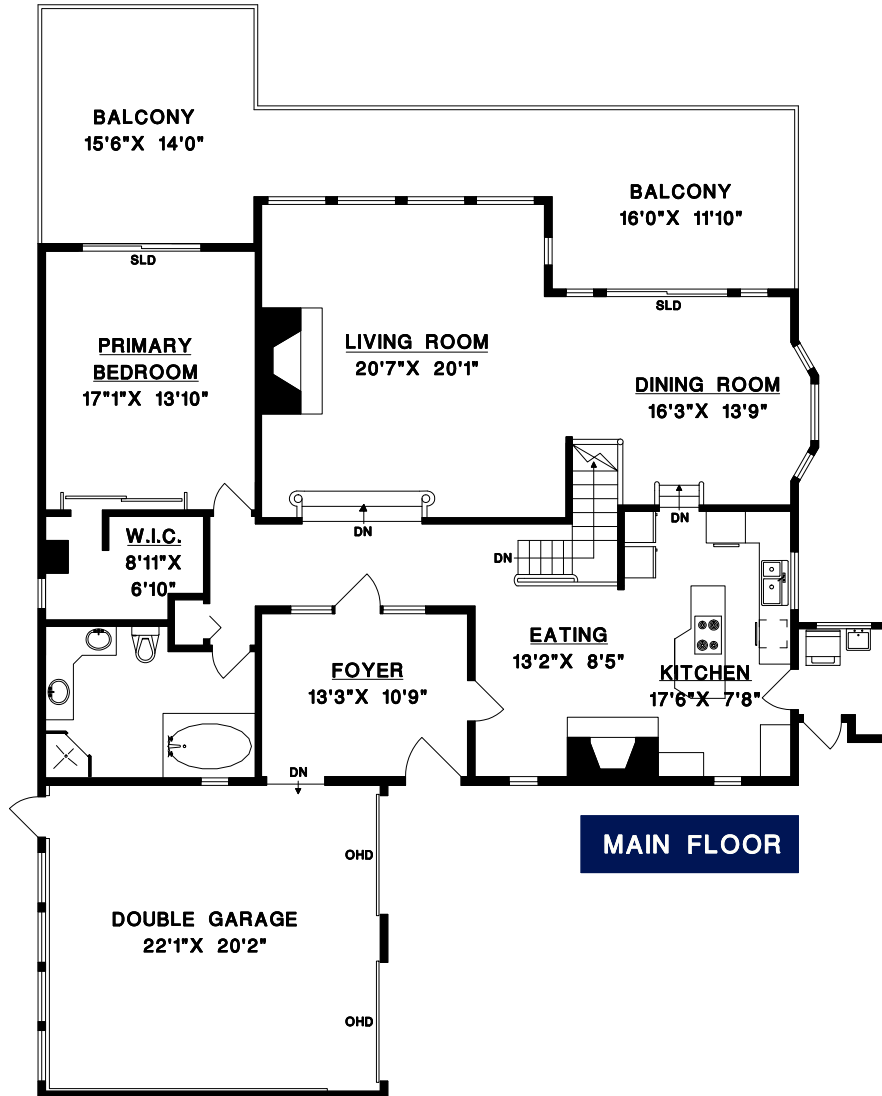 BALCONY
15'6"X 14'0"
BALCONY
16'0"X 11'10"
SLD
SLD
PRIMARY
BEDROOM
17'1"X 13'10"
LIVING ROOM
20'7"X 20'1"
DINING ROOM
16'3"X 13'9"
W.I.C.
8'11"X
6'10"
DN
DN
DN
EATING
13'2"X 8'5"
FOYER
13'3"X 10'9"
KITCHEN
17'6"X 7'8"
DN
MAIN FLOOR
OHD
DOUBLE GARAGE
22'1"X 20'2"
OHD